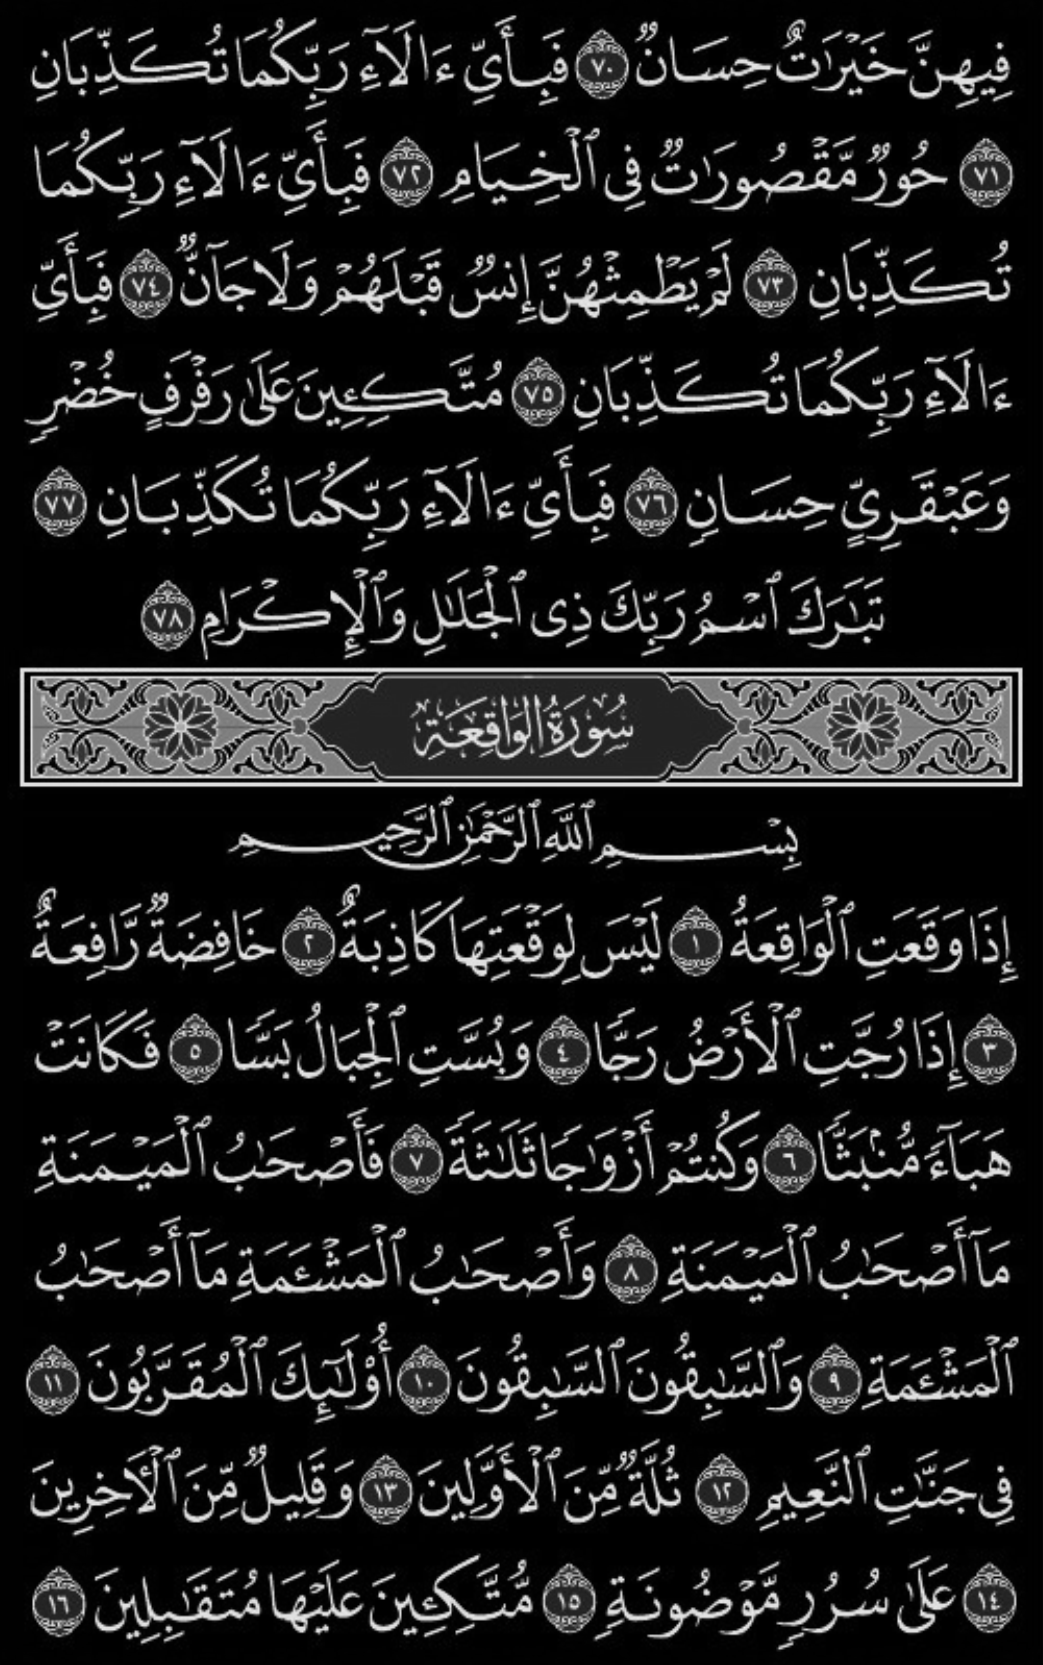 فِيهِنَّ خَيْرَٰتٌ حِسَانٌ ٧٠ فَبِأَىِّ ءَالَآءِ رَبِّكُمَا تُكَذِّبَانِ
٧١ حُورٌ مَّقْصُورَٰتٌ فِى ٱلْخِيَامِ ٧٢ فَبِأَىِّ ءَالَآءِ رَبِّكُمَا
تُكَذِّبَانِ ٧٣ لَمْ يَطْمِثْهُنَّ إِنسٌ قَبْلَهُمْ وَلَا جَآنٌّ ٧٤ فَبِأَىِّ
ءَالَآءِ رَبِّكُمَا تُكَذِّبَانِ ٧٥ مُتَّكِـِٔينَ عَلَىٰ رَفْرَفٍ خُضْرٍ
وَعَبْقَرِىٍّ حِسَانٍ ٧٦ فَبِأَىِّ ءَالَآءِ رَبِّكُمَا تُكَذِّبَانِ ٧٧
تَبَٰرَكَ ٱسْمُ رَبِّكَ ذِى ٱلْجَلَٰلِ وَٱلْإِكْرَامِ ٧٨
سُورَةُ الوَاقِعَةِ
بِسْمِ ٱللَّهِ ٱلرَّحْمَٰنِ ٱلرَّحِيمِ
إِذَا وَقَعَتِ ٱلْوَاقِعَةُ ١ لَيْسَ لِوَقْعَتِهَا كَاذِبَةٌ ٢ خَافِضَةٌ رَّافِعَةٌ
٣ إِذَا رُجَّتِ ٱلْأَرْضُ رَجًّا ٤ وَبُسَّتِ ٱلْجِبَالُ بَسًّا ٥ فَكَانَتْ
هَبَآءً مُّنۢبَثًّا ٦ وَكُنتُمْ أَزْوَٰجًا ثَلَٰثَةً ٧ فَأَصْحَٰبُ ٱلْمَيْمَنَةِ
مَآ أَصْحَٰبُ ٱلْمَيْمَنَةِ ٨ وَأَصْحَٰبُ ٱلْمَشْـَٔمَةِ مَآ أَصْحَٰبُ
ٱلْمَشْـَٔمَةِ ٩ وَٱلسَّٰبِقُونَ ٱلسَّٰبِقُونَ ١٠ أُو۟لَٰٓئِكَ ٱلْمُقَرَّبُونَ ١١
فِى جَنَّٰتِ ٱلنَّعِيمِ ١٢ ثُلَّةٌ مِّنَ ٱلْأَوَّلِينَ ١٣ وَقَلِيلٌ مِّنَ ٱلْـَٔاخِرِينَ
١٤ عَلَىٰ سُرُرٍ مَّوْضُونَةٍ ١٥ مُّتَّكِـِٔينَ عَلَيْهَا مُتَقَٰبِلِينَ ١٦